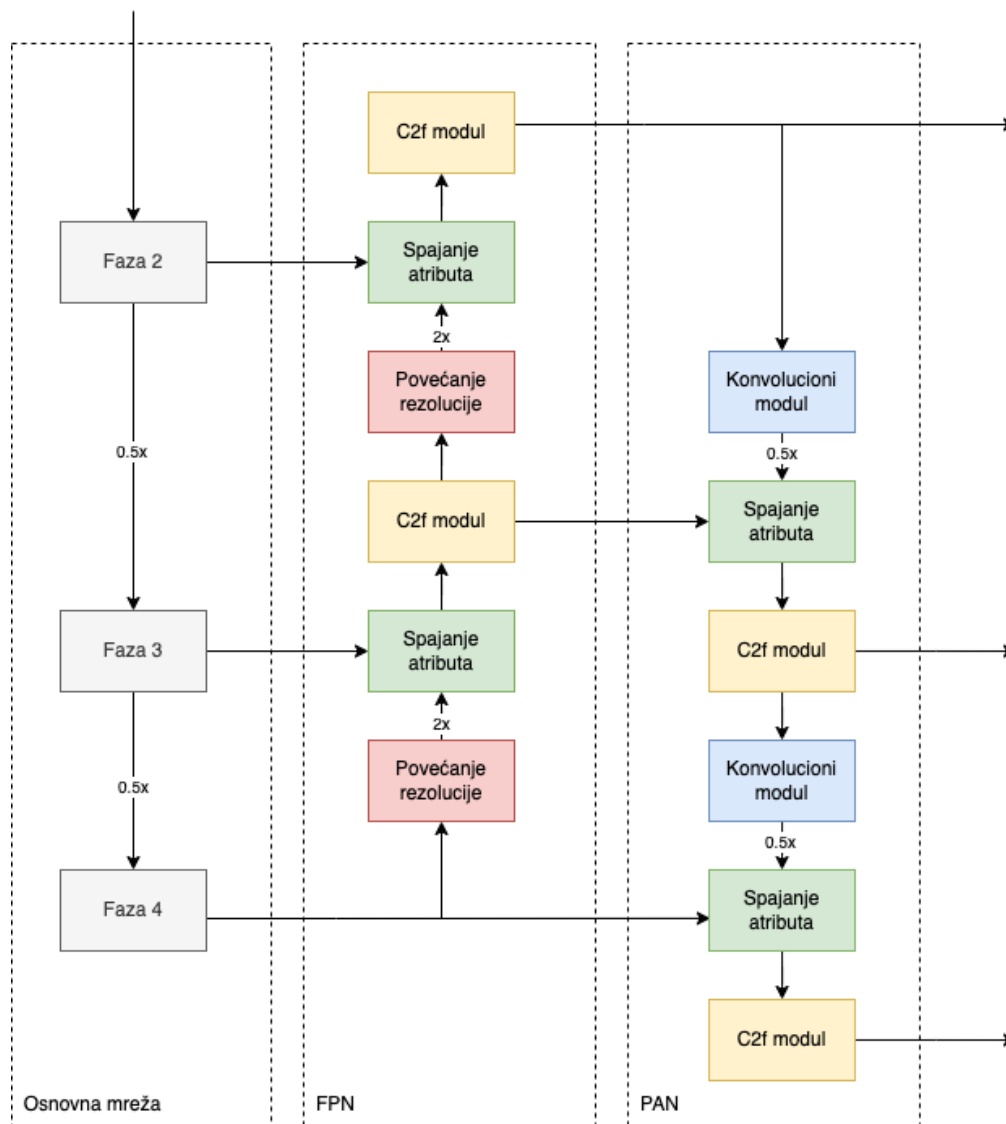 Faza 2
0.5x
Faza 3
0.5x
Faza 4
Osnovna mreža
C2f modul
Spajanje
atributa
2x
Povećanje
rezolucije
C2f modul
Spajanje
atributa
2x
Povećanje
rezolucije
FPN
Konvolucioni
modul
0.5x
Spajanje
atributa
C2f modul
Konvolucioni
modul
0.5x
Spajanje
atributa
C2f modul
PAN